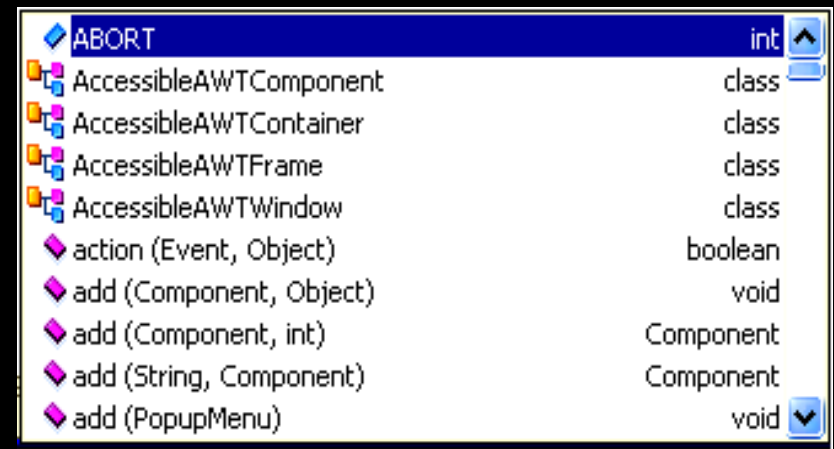 ABORT int
AccessibleAWTComponent class
AccessibleAWTContainer class
AccessibleAWTFrame class
AccessibleAWTWindow class
action (Event, Object) boolean
add (Component, Object) void
add (Component, int) Component
add (String, Component) Component
add (PopupMenu) void